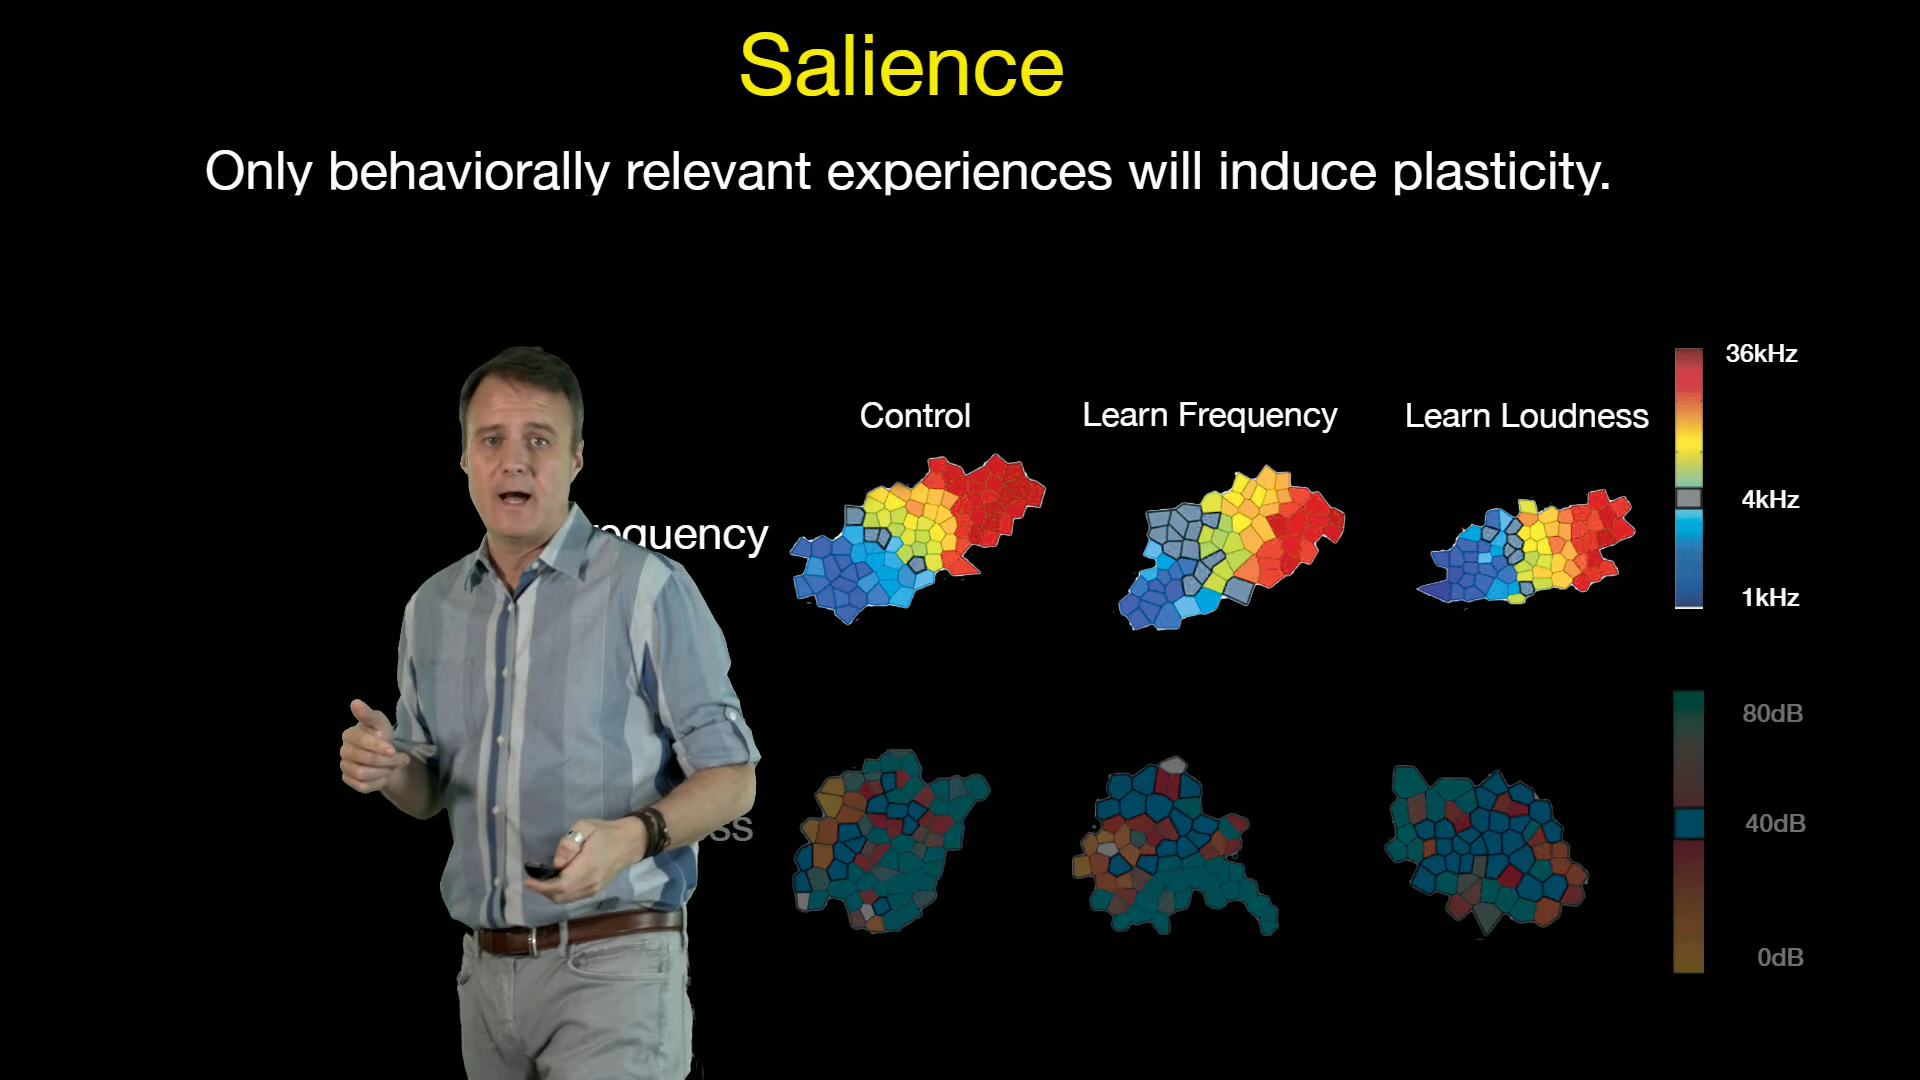 Salience
Only behaviorally relevant experiences will induce plasticity.
Control
Learn Frequency
Learn Loudness
36kHz
4kHz
1kHz
80dB
40dB
0dB